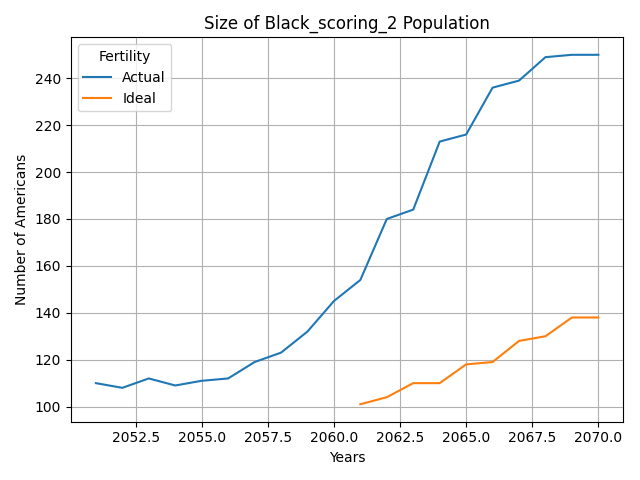 Size of Black_scoring_2 Population
Fertility
Actual
Ideal
Number of Americans
240
220
200
180
160
140
120
100
2052.5 2055.0 2057.5 2060.0 2062.5 2065.0 2067.5 2070.0
Years